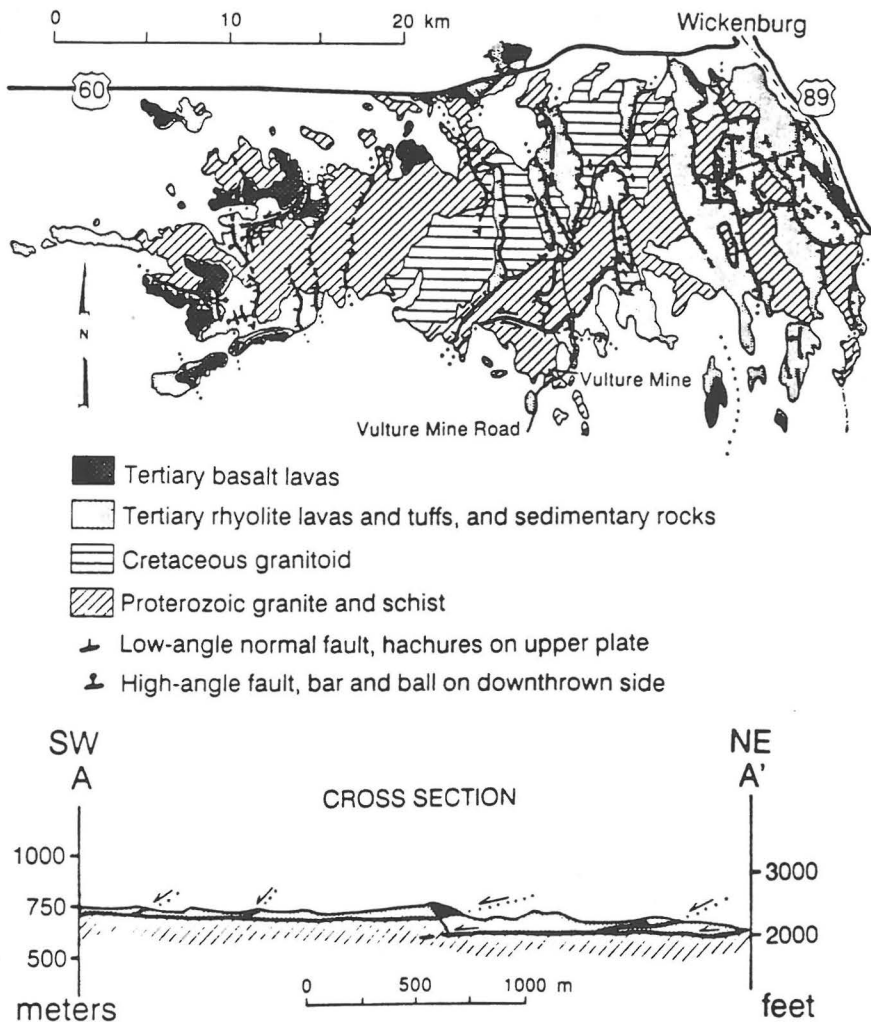 0 10 20 km
Wickenburg
60
89
N
Vulture Mine
Vulture Mine Road
Tertiary basalt lavas
Tertiary rhyolite lavas and tuffs, and sedimentary rocks
Cretaceous granitoid
Proterozoic granite and schist
Low-angle normal fault, hachures on upper plate
High-angle fault, bar and ball on downthrown side
SW
A
NE
A'
CROSS SECTION
1000
750
500
meters
3000
2000
feet
0 500 1000 m